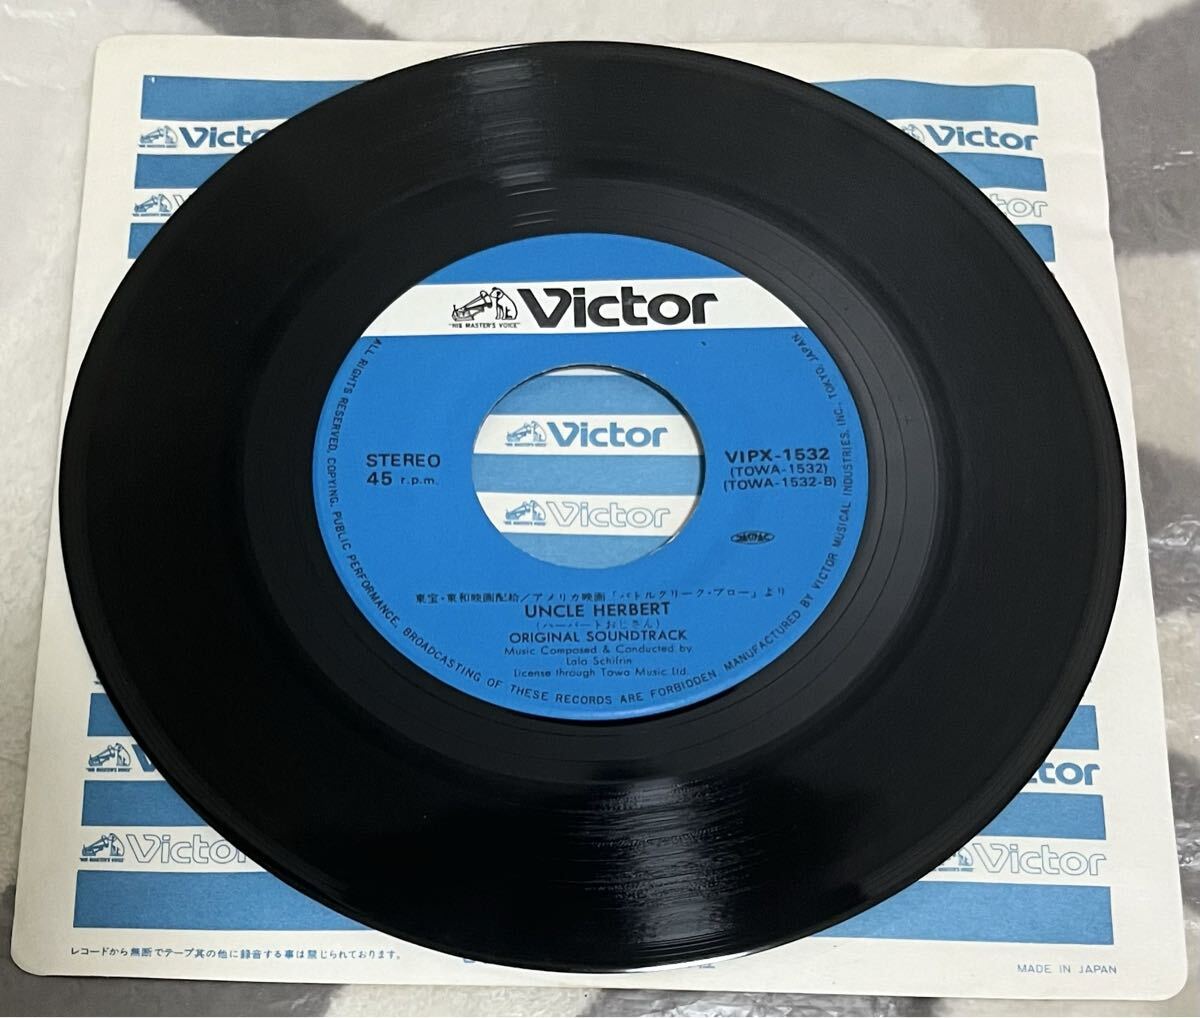 Victor
Victor
"HIS MASTER'S VOICE"
Victor
"HIS MASTER'S VOICE"
Victor
Victor
STEREO
45 r.p.m.
VIPX-1532
(TOWA-1532)
(TOWA-1532-B)
東宝・東和映画配給/アメリカ映画「バトルクリーク・ブロー」より
UNCLE HERBERT
(ハーバートおじさん)
ORIGINAL SOUNDTRACK
Music Composed & Conducted by
Lalo Schifrin
License through Towa Music Ltd.
ALL RIGHTS RESERVED. COPYING, PUBLIC PERFORMANCE, BROADCASTING OF THESE RECORDS ARE FORBIDDEN MANUFACTURED BY VICTOR MUSICAL INDUSTRIES, INC., TOKYO, JAPAN
Victor
Victor
"HIS MASTER'S VOICE"
レコードから無断でテープ其の他に録音する事は禁じられております。
MADE IN JAPAN